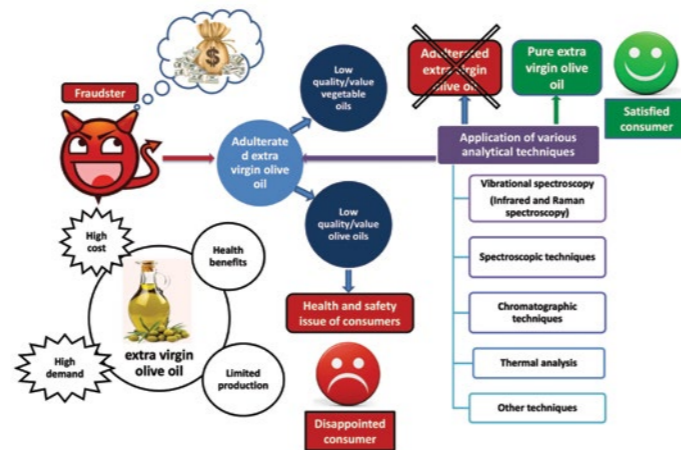 $
Fraudster
Low
quality/value
vegetable
oils
Adulterated
extra virgin
olive oil
Pure extra
virgin olive
oil
Satisfied
consumer
Adulterate
d extra
virgin olive
oil
Application of various
analytical techniques
Vibrational spectroscopy
(Infrared and Raman
spectroscopy)
Low
quality/value
olive oils
High
cost
Health
benefits
Spectroscopic techniques
Health and safety
issue of consumers
Chromatographic
techniques
extra virgin
olive oil
High
demand
Limited
production
Thermal analysis
Disappointed
consumer
Other techniques